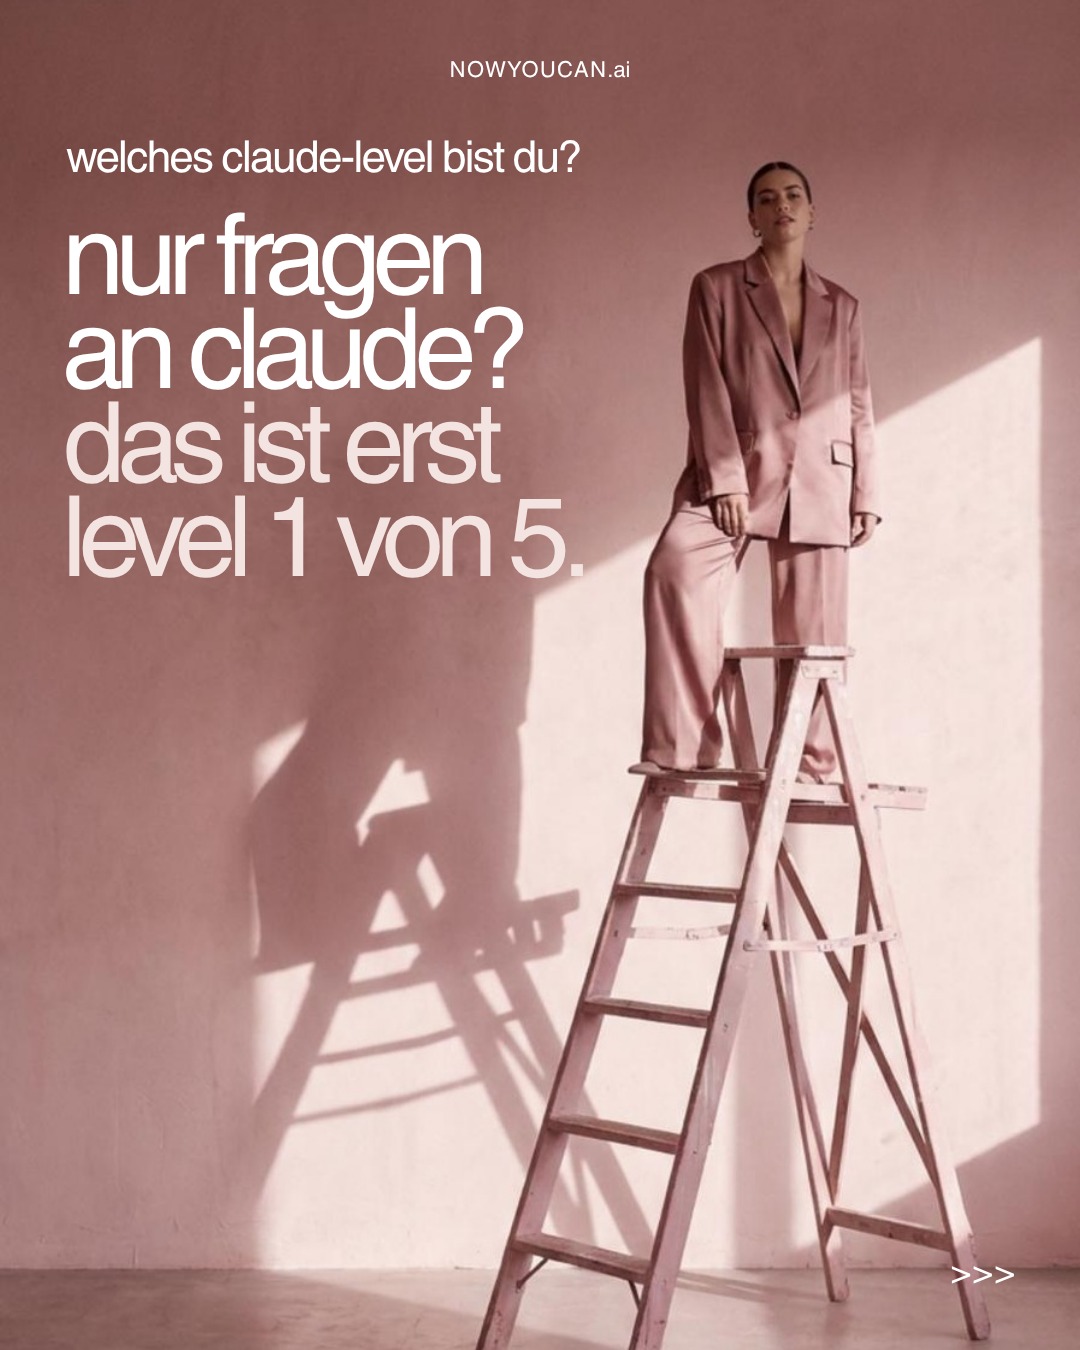 NOWYOUCAN.ai
welches claude-level bist du?
nur fragen
an claude?
das ist erst
level 1 von 5.
>>>